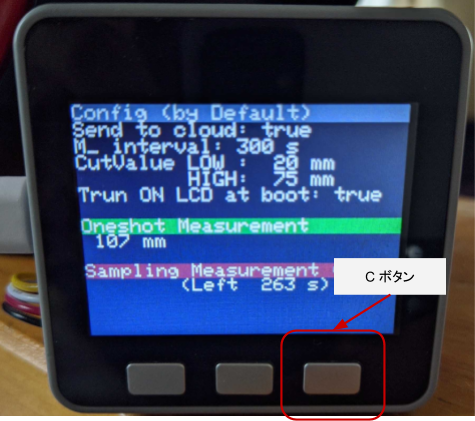 Config (by Default)
Send to cloud: true
M_ interval: 300 s
CutValue LOW : 20 mm
HIGH: 75 mm
Trun ON LCD at boot: true
Oneshot Measurement
107 mm
Sampling Measurement
(Left 263 s)
C ボタン